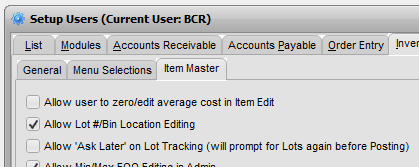 Setup Users (Current User: BCR)
List Modules Accounts Receivable Accounts Payable Order Entry
General Menu Selections Item Master
Allow user to zero/edit average cost in Item Edit
Allow Lot #/Bin Location Editing
Allow 'Ask Later' on Lot Tracking (will prompt for Lots again before Posting)
Allow Min/Max EOQ Editing in Admin